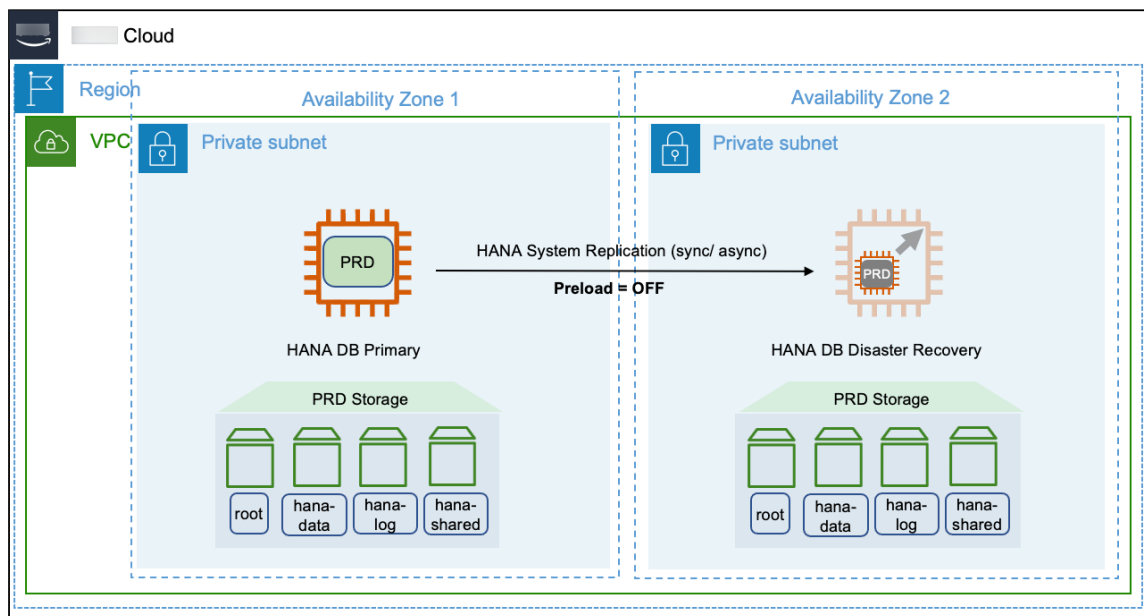 Cloud
Region
Availability Zone 1
Availability Zone 2
VPC
Private subnet
Private subnet
PRD
HANA System Replication (sync/ async)
Preload = OFF
PRD
HANA DB Primary
HANA DB Disaster Recovery
PRD Storage
PRD Storage
root
hana-
data
hana-
log
hana-
shared
root
hana-
data
hana-
log
hana-
shared